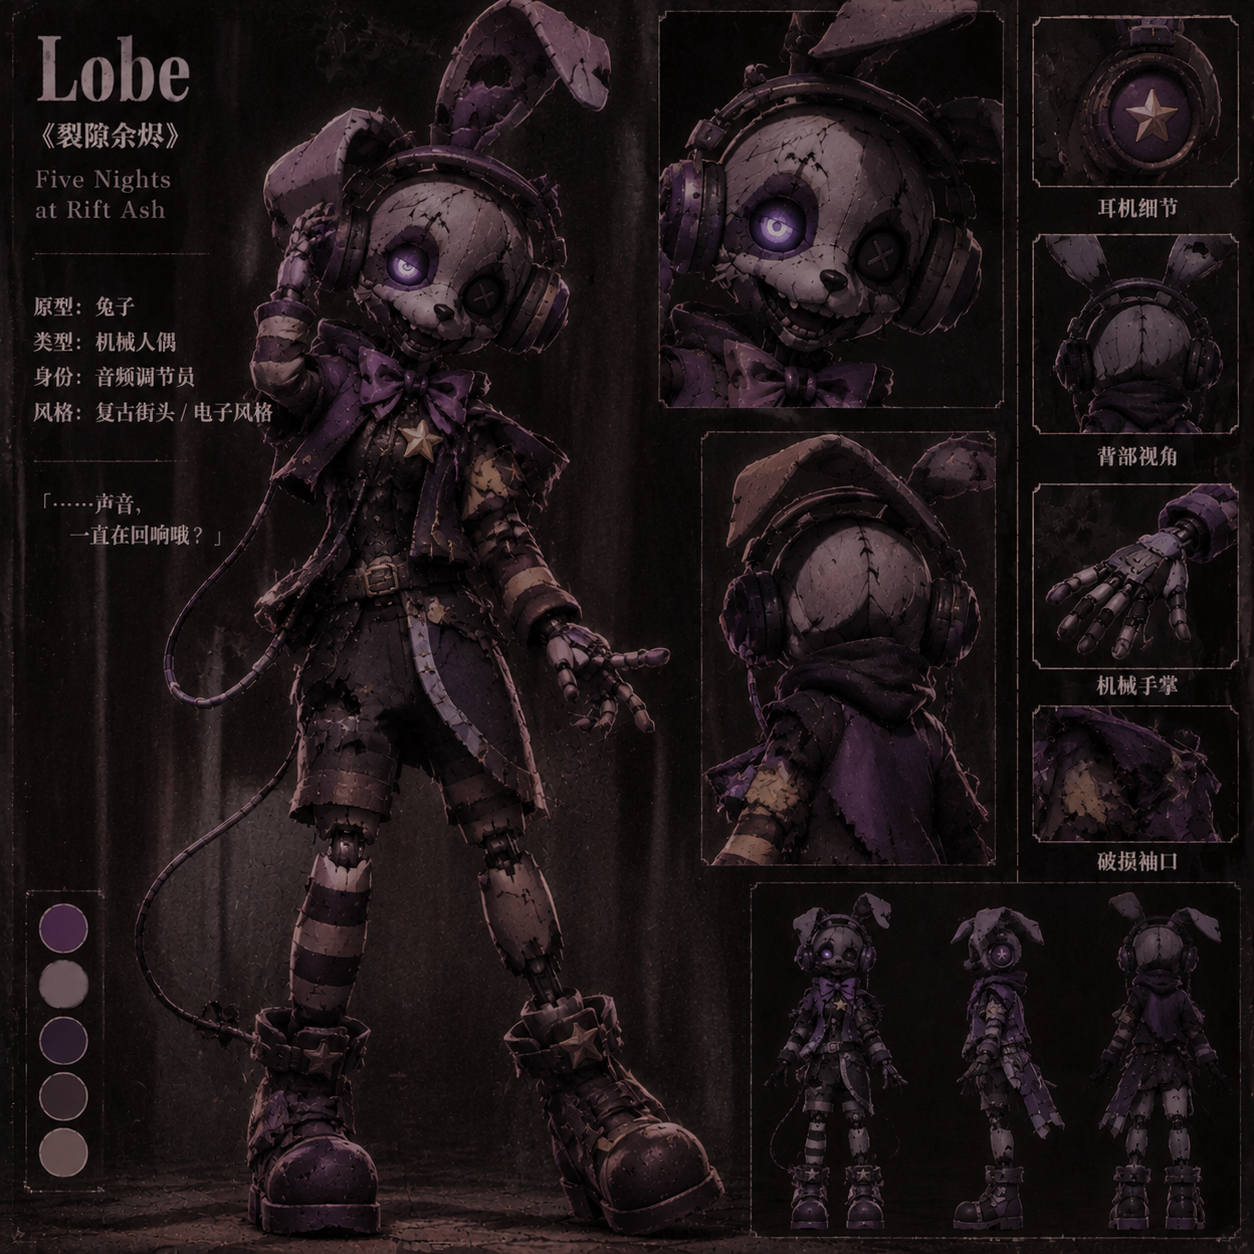 Lobe
《裂隙余烬》
Five Nights
at Rift Ash
原型：兔子
类型：机械人偶
身份：音频调节员
风格：复古街头 / 电子风格
「……声音，
一直在回响哦？」
耳机细节
背部视角
机械手掌
破损袖口